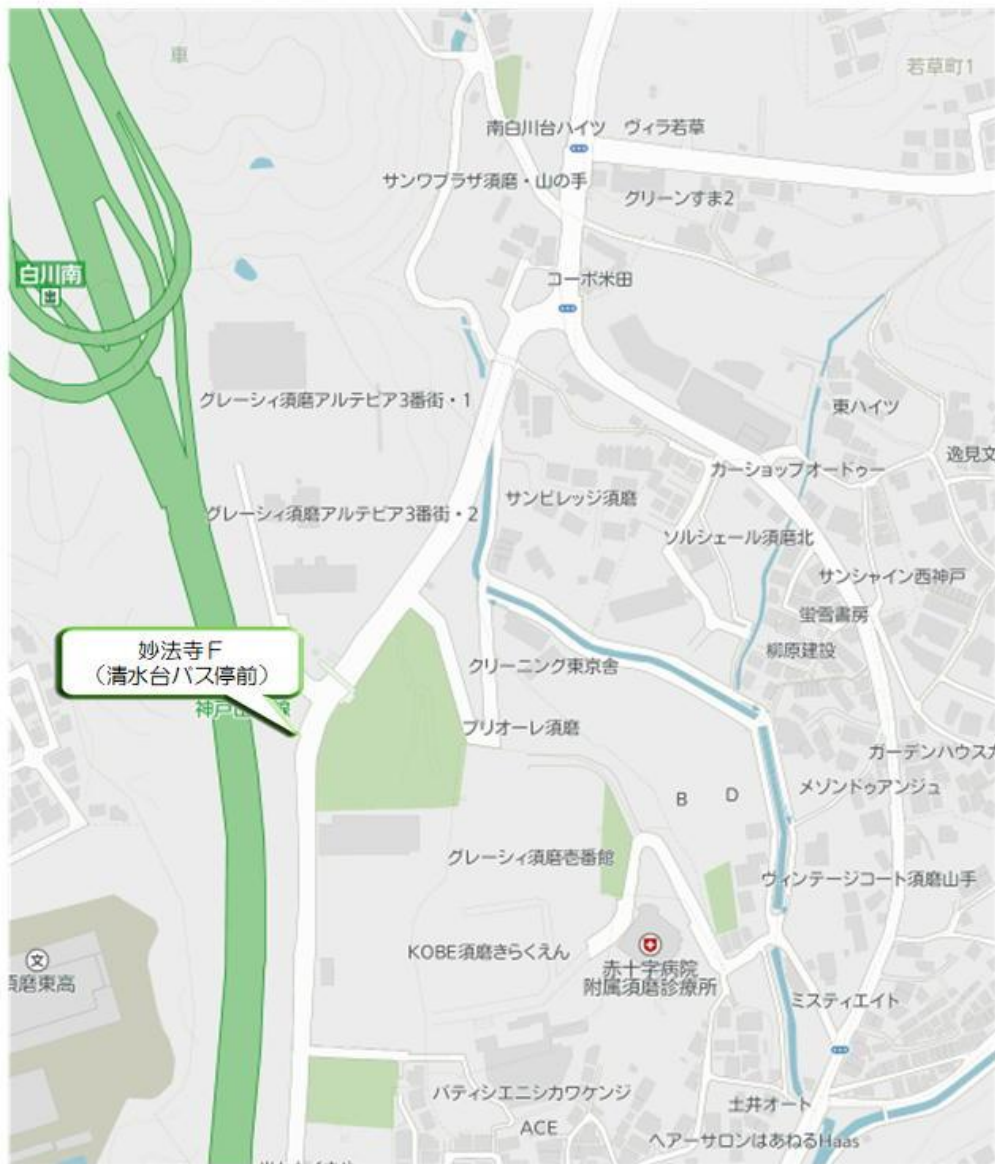 車
若草町1
南白川台ハイツ ヴィラ若草
サンワプラザ須磨・山の手
グリーンすま2
白川南
出
コーポ米田
グレーシィ須磨アルテピア3番街・1
東ハイツ
逸見文
カーショップオードゥー
サンビレッジ須磨
グレーシィ須磨アルテピア3番街・2
ソルシェール須磨北
サンシャイン西神戸
蛍雪書房
妙法寺F
(清水台バス停前)
柳原建設
クリーニング東京舎
神戸
プリオーレ須磨
ガーデンハウスカ
メゾンドゥアンジュ
B D
グレーシィ須磨壱番館
ヴィンテージコート須磨山手
KOBE須磨きらくえん
文
須磨東高
赤十字病院
附属須磨診療所
ミスティエイト
パティシエニシカワケンジ
土井オート
ACE
ヘアーサロンはあねるHaas